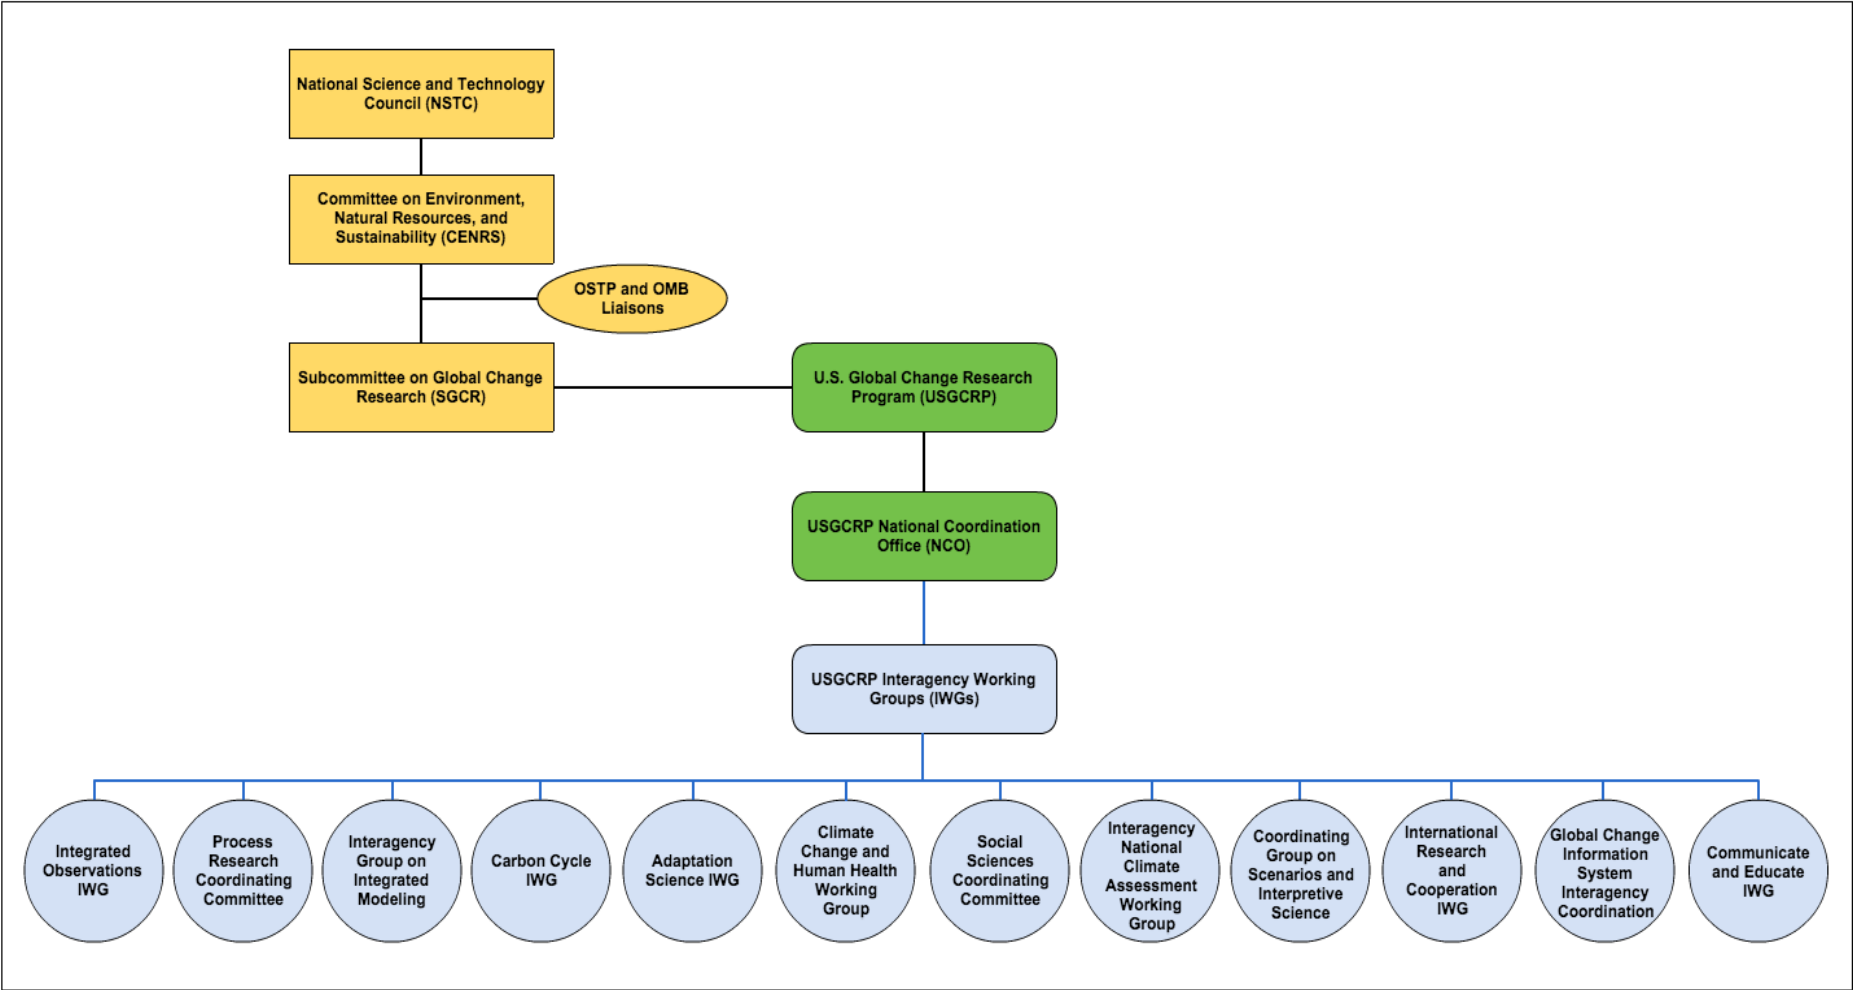 National Science and Technology
Council (NSTC)
Committee on Environment,
Natural Resources, and
Sustainability (CENRS)
OSTP and OMB
Liaisons
Subcommittee on Global Change
Research (SGCR)
U.S. Global Change Research
Program (USGCRP)
USGCRP National Coordination
Office (NCO)
USGCRP Interagency Working
Groups (IWGs)
Integrated
Observations
IWG
Process
Research
Coordinating
Committee
Interagency
Group on
Integrated
Modeling
Carbon Cycle
IWG
Adaptation
Science IWG
Climate
Change and
Human Health
Working
Group
Social
Sciences
Coordinating
Committee
Interagency
National
Climate
Assessment
Working
Group
Coordinating
Group on
Scenarios and
Interpretive
Science
International
Research
and
Cooperation
IWG
Global Change
Information
System
Interagency
Coordination
Communicate
and Educate
IWG